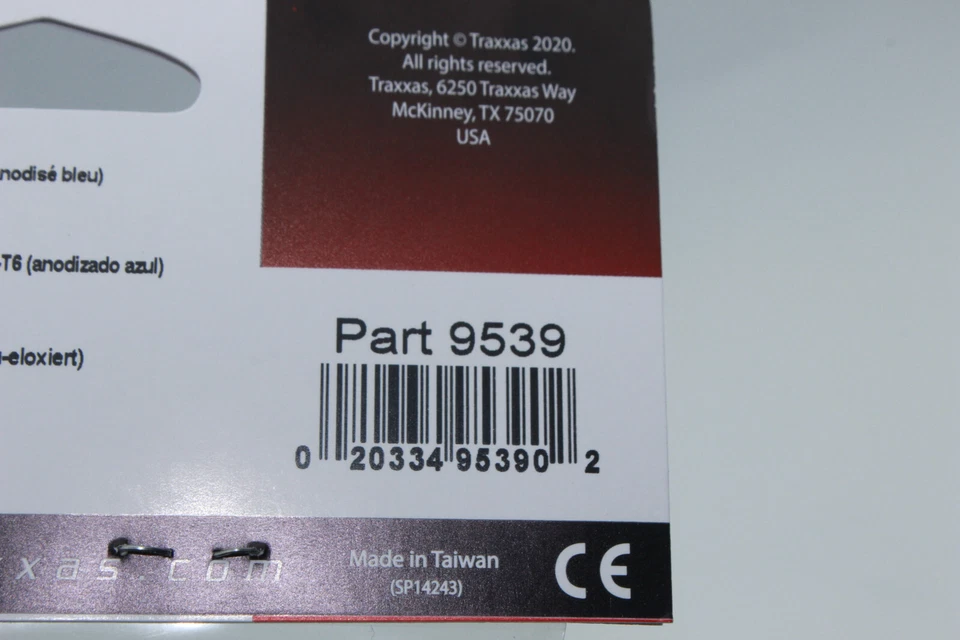 Copyright © Traxxas 2020.
All rights reserved.
Traxxas, 6250 Traxxas Way
McKinney, TX 75070
USA
nodisé bleu)
-T6 (anodizado azul)
-eloxiert)
Part 9539
0 20334 95390 2
xas.com
Made in Taiwan
(SP14243)
CE